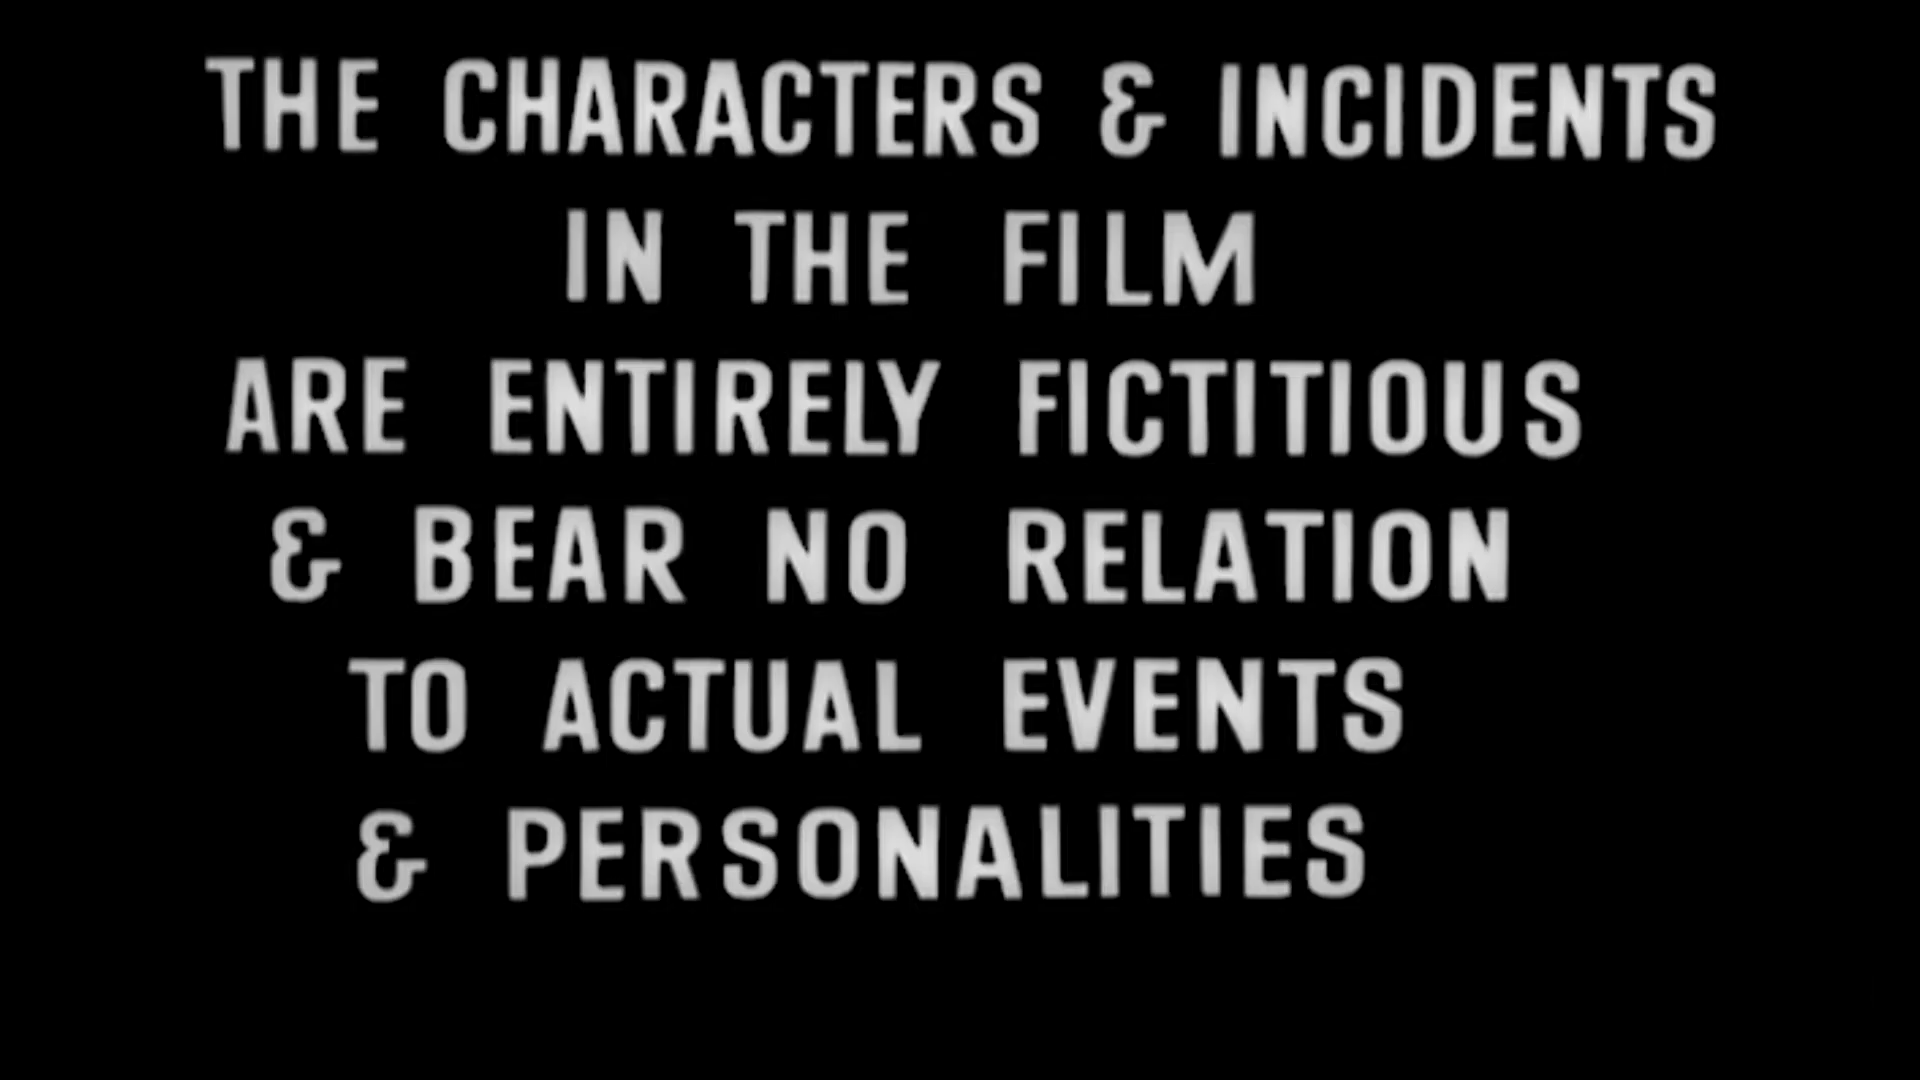 THE CHARACTERS & INCIDENTS
IN THE FILM
ARE ENTIRELY FICTITIOUS
& BEAR NO RELATION
TO ACTUAL EVENTS
& PERSONALITIES